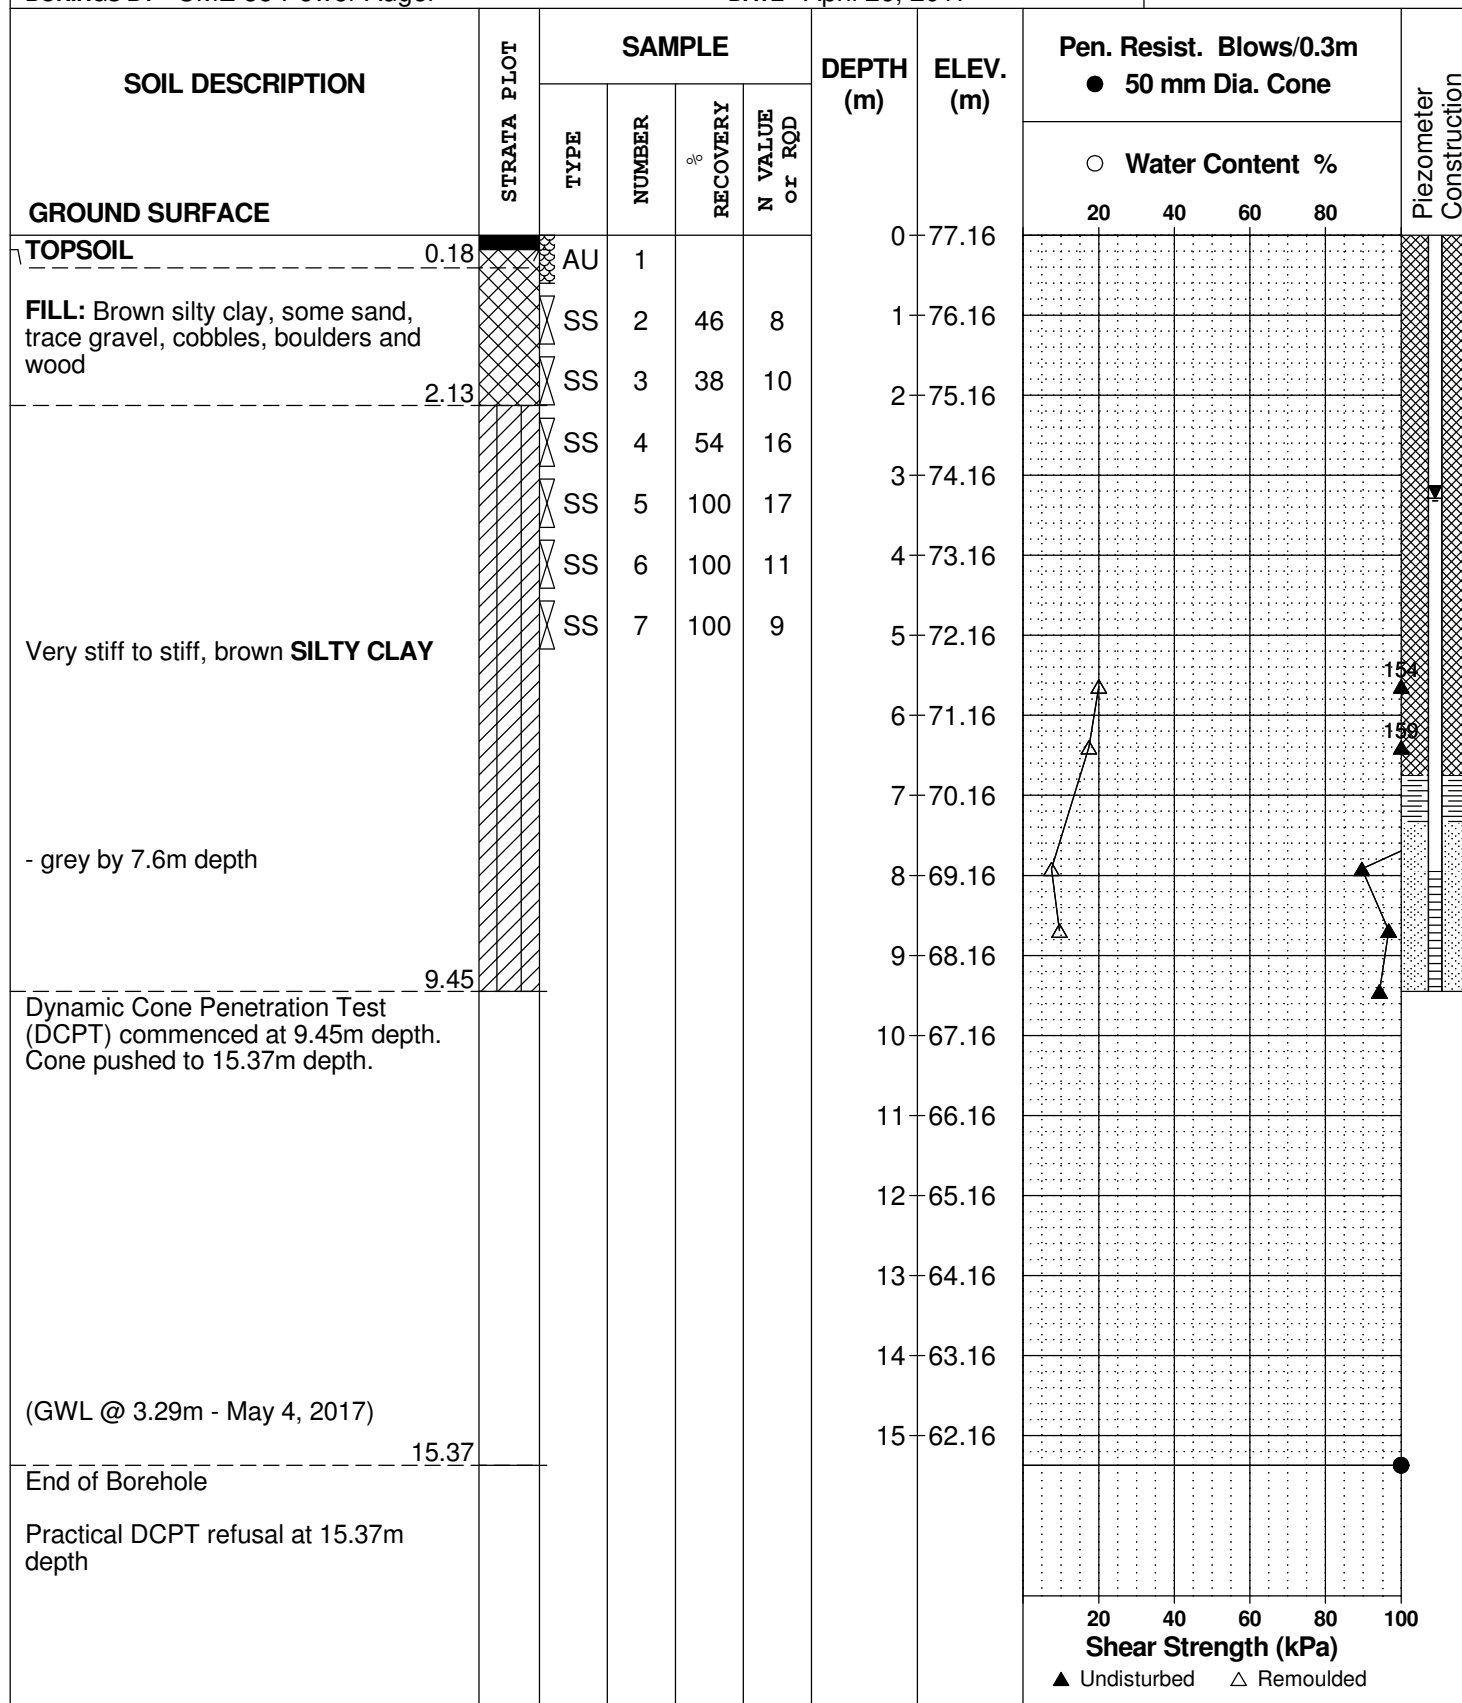 SOIL DESCRIPTION
GROUND SURFACE
STRATA PLOT
SAMPLE
TYPE
NUMBER
% RECOVERY
N VALUE or RQD
DEPTH (m)
ELEV. (m)
Pen. Resist. Blows/0.3m
● 50 mm Dia. Cone
○ Water Content %
20 40 60 80
Piezometer Construction
0 77.16
TOPSOIL 0.18
AU 1
FILL: Brown silty clay, some sand,
trace gravel, cobbles, boulders and
wood
2.13
SS 2 46 8
1 76.16
SS 3 38 10
2 75.16
SS 4 54 16
3 74.16
SS 5 100 17
4 73.16
SS 6 100 11
SS 7 100 9
5 72.16
Very stiff to stiff, brown SILTY CLAY
154
6 71.16
159
7 70.16
- grey by 7.6m depth
8 69.16
9 68.16
9.45
Dynamic Cone Penetration Test
(DCPT) commenced at 9.45m depth.
Cone pushed to 15.37m depth.
10 67.16
11 66.16
12 65.16
13 64.16
14 63.16
(GWL @ 3.29m - May 4, 2017)
15 62.16
15.37
End of Borehole
Practical DCPT refusal at 15.37m
depth
20 40 60 80 100
Shear Strength (kPa)
▲ Undisturbed △ Remoulded